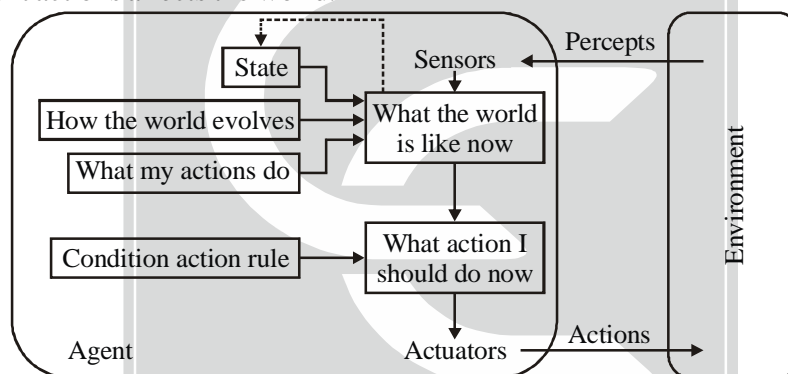 Percepts
Sensors
State
What the world
is like now
How the world evolves
What my actions do
Environment
What action I
should do now
Condition action rule
Actions
Agent
Actuators